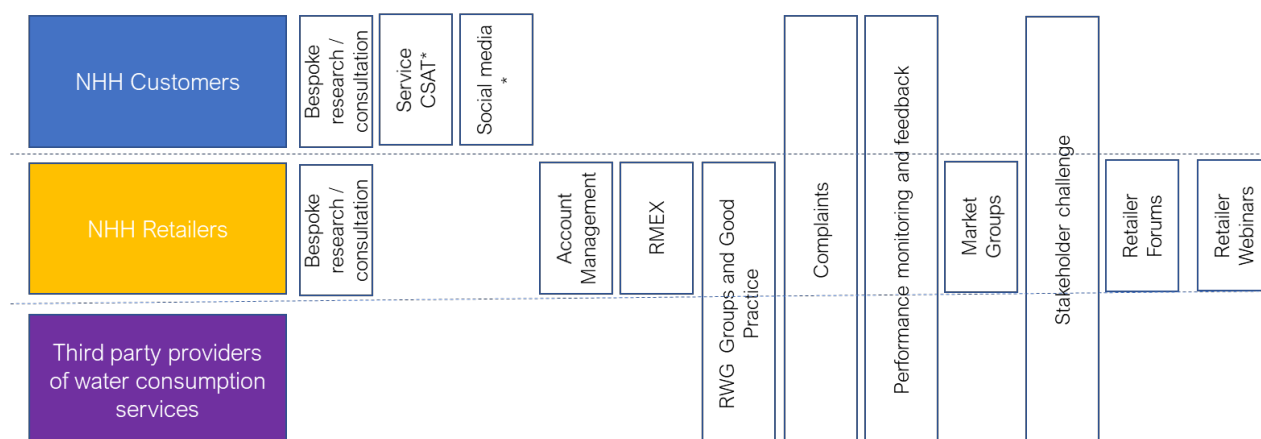 NHH Customers
Bespoke
research /
consultation
Service
CSAT*
Social media
*
NHH Retailers
Bespoke
research /
consultation
Account
Management
RMEX
RWG Groups and Good
Practice
Complaints
Performance monitoring and feedback
Market
Groups
Stakeholder challenge
Retailer
Forums
Retailer
Webinars
Third party providers
of water consumption
services